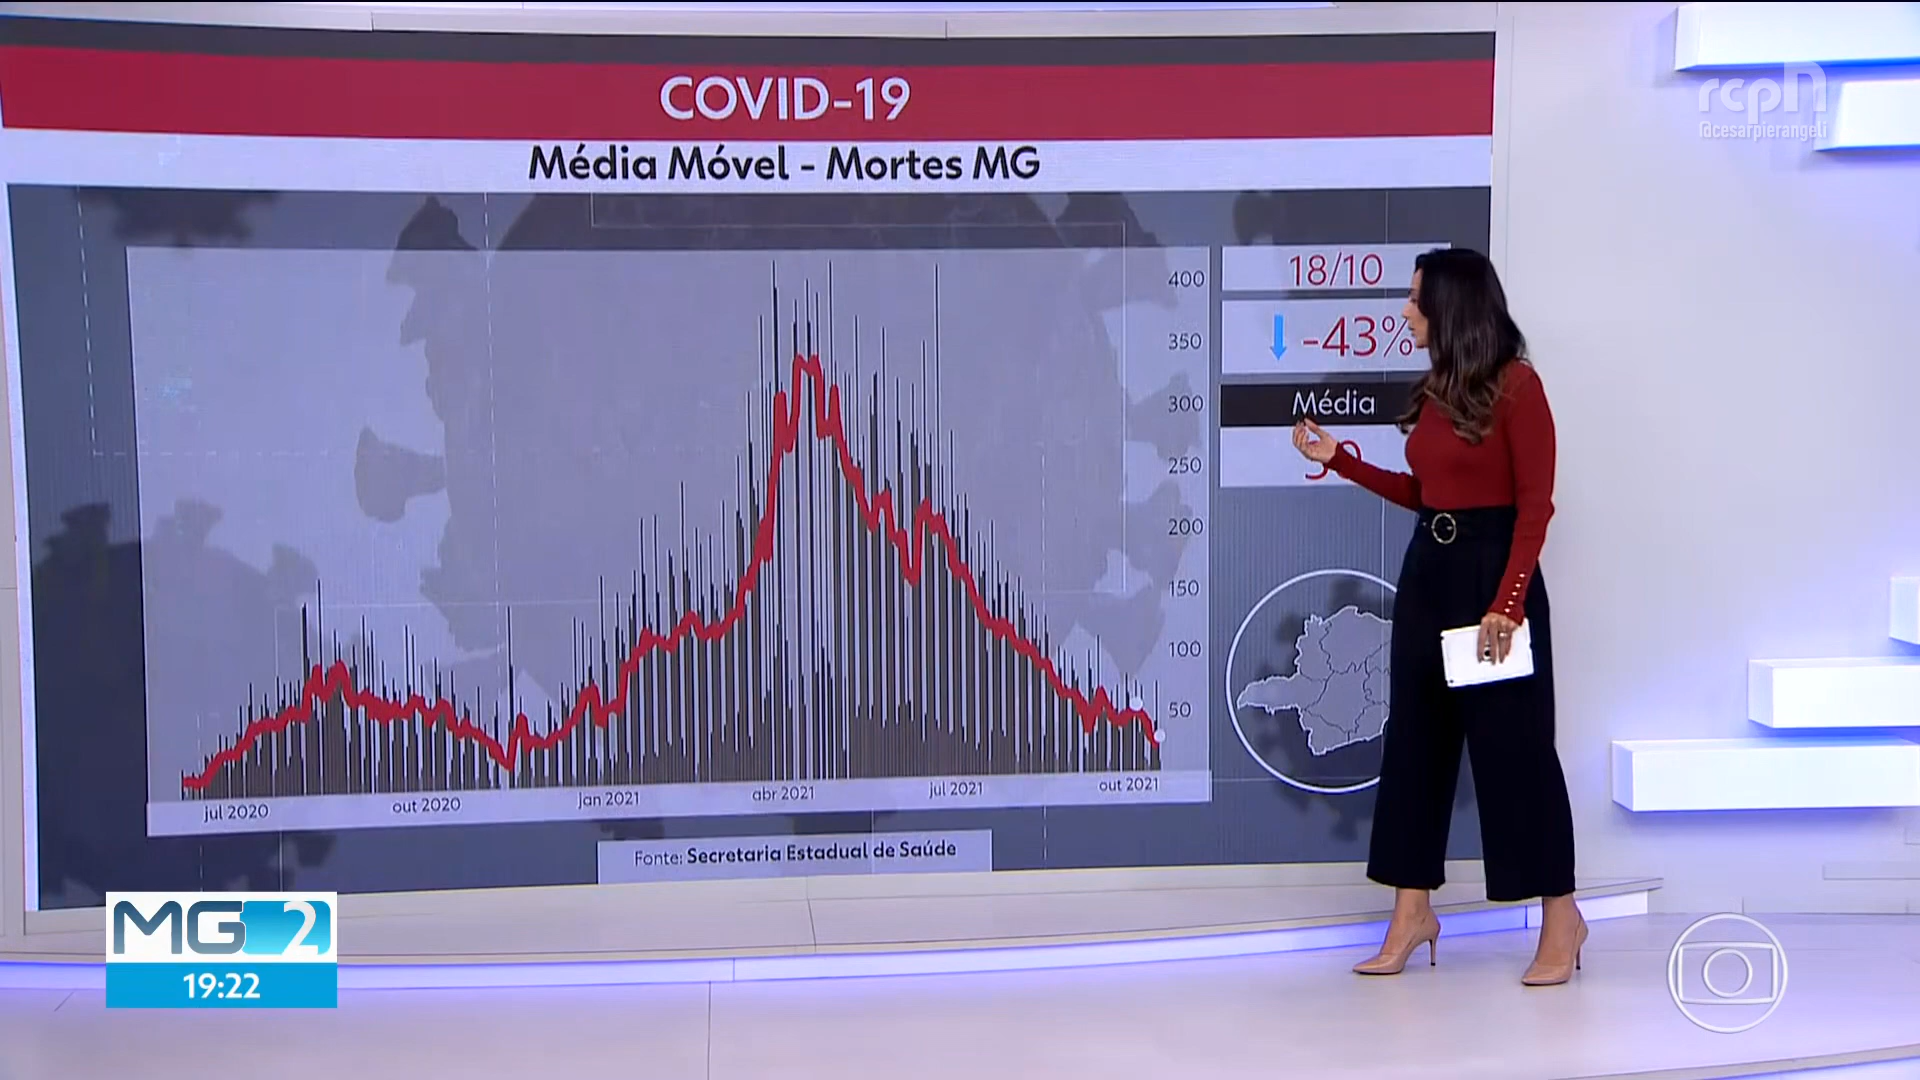 COVID-19
Média Móvel - Mortes MG
rcpn
@cesarpierangeli
400
350
300
250
200
150
100
50
jul 2020
out 2020
jan 2021
abr 2021
jul 2021
out 2021
18/10
-43%
Média
Fonte: Secretaria Estadual de Saúde
MG 2
19:22